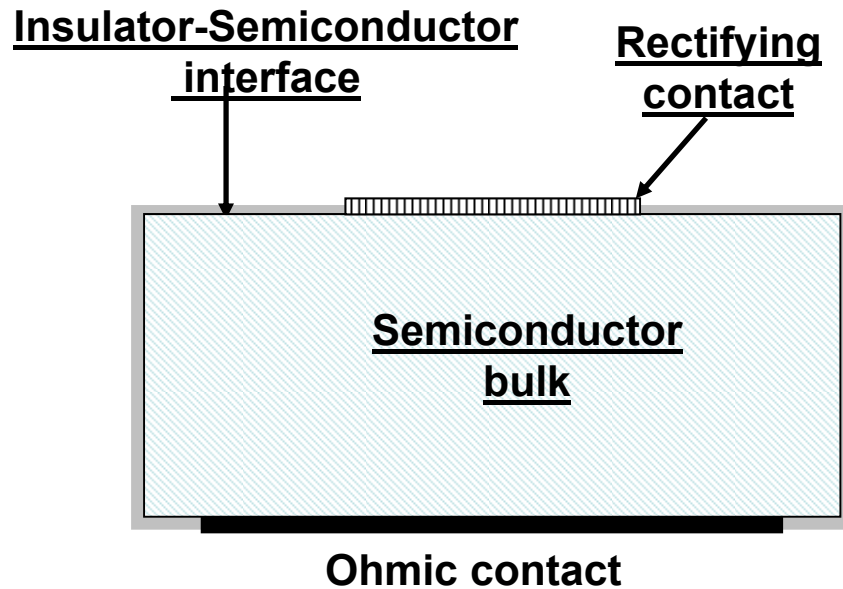 Insulator-Semiconductor
interface
Rectifying
contact
Semiconductor
bulk
Ohmic contact